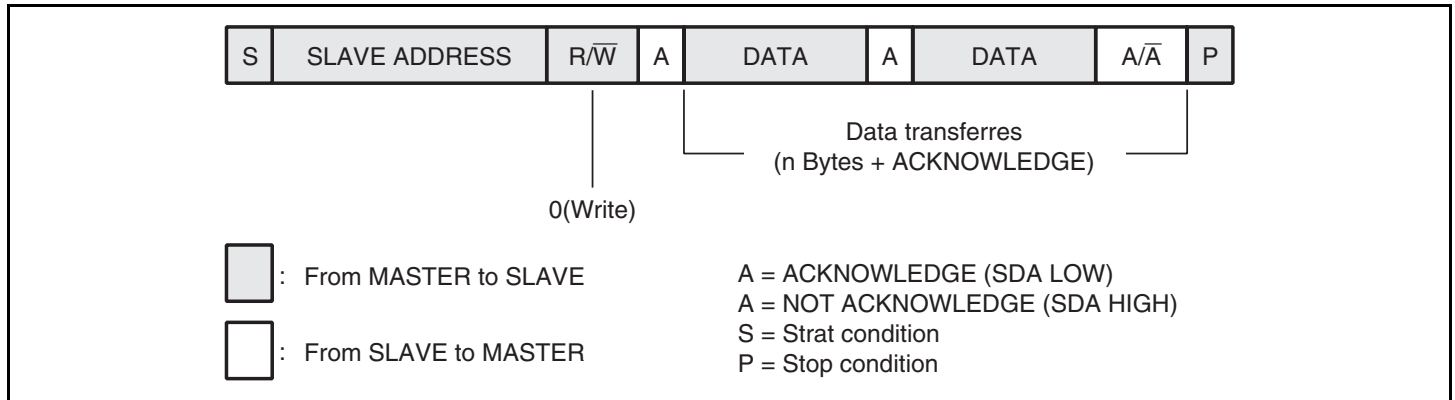 S SLAVE ADDRESS R/W̅ A DATA A DATA A/A̅ P
Data transferres
(n Bytes + ACKNOWLEDGE)
0(Write)
: From MASTER to SLAVE
: From SLAVE to MASTER
A = ACKNOWLEDGE (SDA LOW)
A = NOT ACKNOWLEDGE (SDA HIGH)
S = Strat condition
P = Stop condition